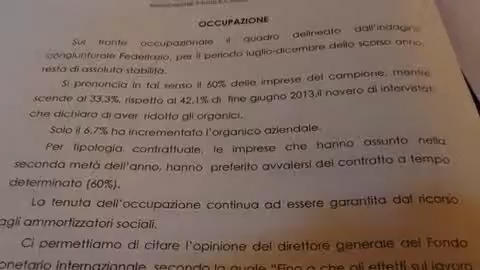 OCCUPAZIONE
Sul fronte occupazionale il quadro delineato dall'indagine
congiunturale Federlazio, per il periodo luglio-dicembre dello scorso anno,
resta di assoluta stabilità.
Si pronuncia in tal senso il 60% delle imprese del campione, mentre
scende al 33,3%, rispetto al 42,1% di fine giugno 2013,il novero di intervistati
che dichiara di aver ridotto gli organici.
Solo il 6,7% ha incrementato l'organico aziendale.
Per tipologia contrattuale, le imprese che hanno assunto nella
seconda metà dell'anno, hanno preferito avvalersi del contratto a tempo
determinato (60%).
La tenuta dell'occupazione continua ad essere garantita dal ricorso
agli ammortizzatori sociali.
Ci permettiamo di citare l'opinione del direttore generale del Fondo
onetario internazionale, secondo la quale "Fino a che gli effetti sul lavoro